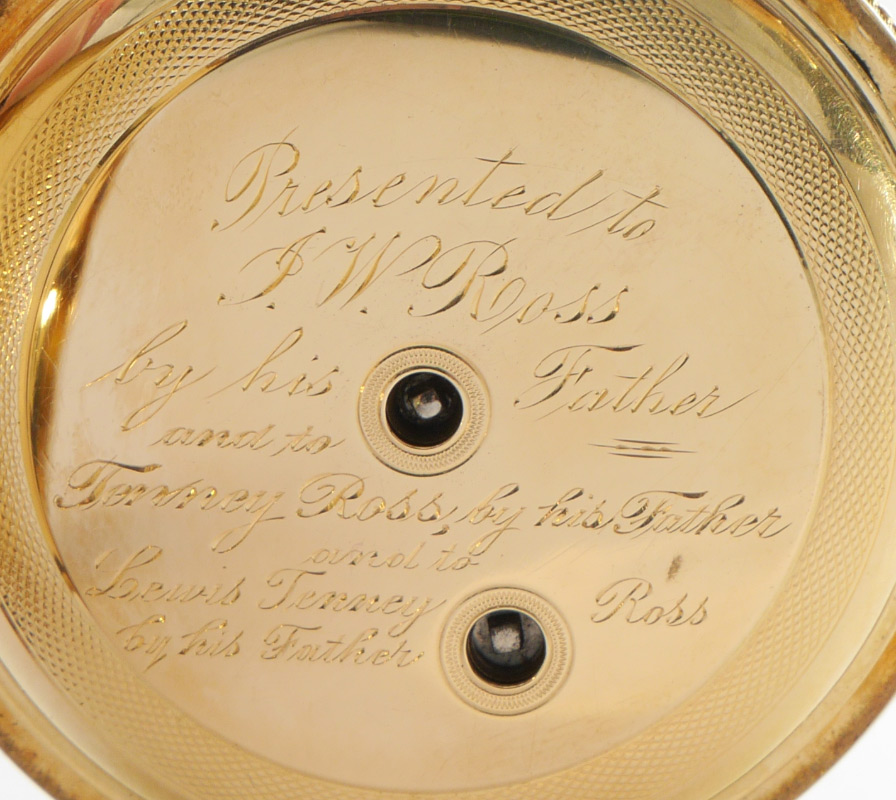 Presented to
J. W. Ross
by his Father
and to
Tenney Ross, by his Father
and to
Lewis Tenney Ross
by his Father